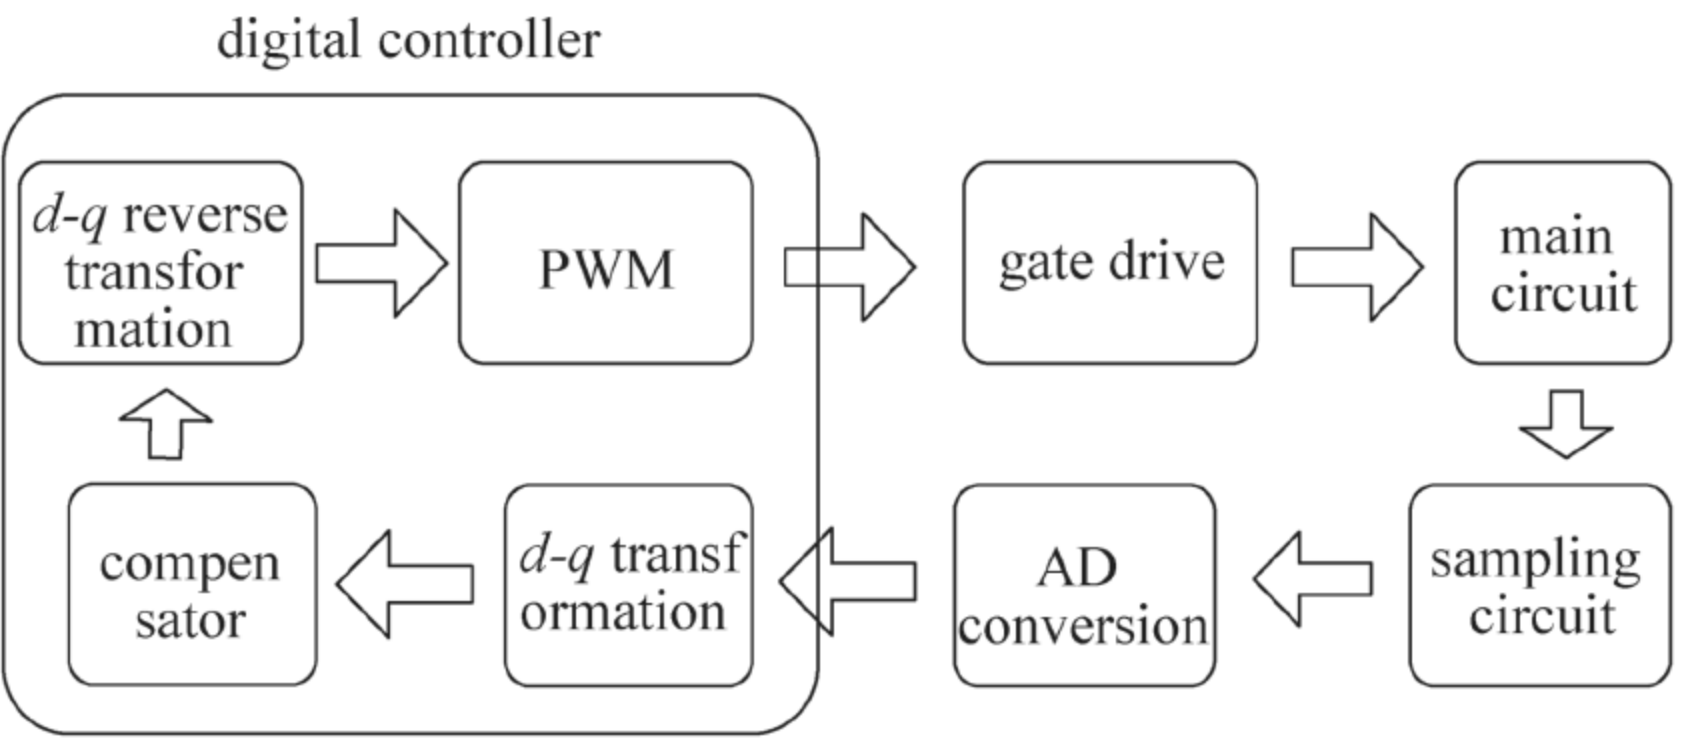 digital controller
d-q reverse
transfor
mation
PWM
gate drive
main
circuit
compen
sator
d-q transf
ormation
AD
conversion
sampling
circuit